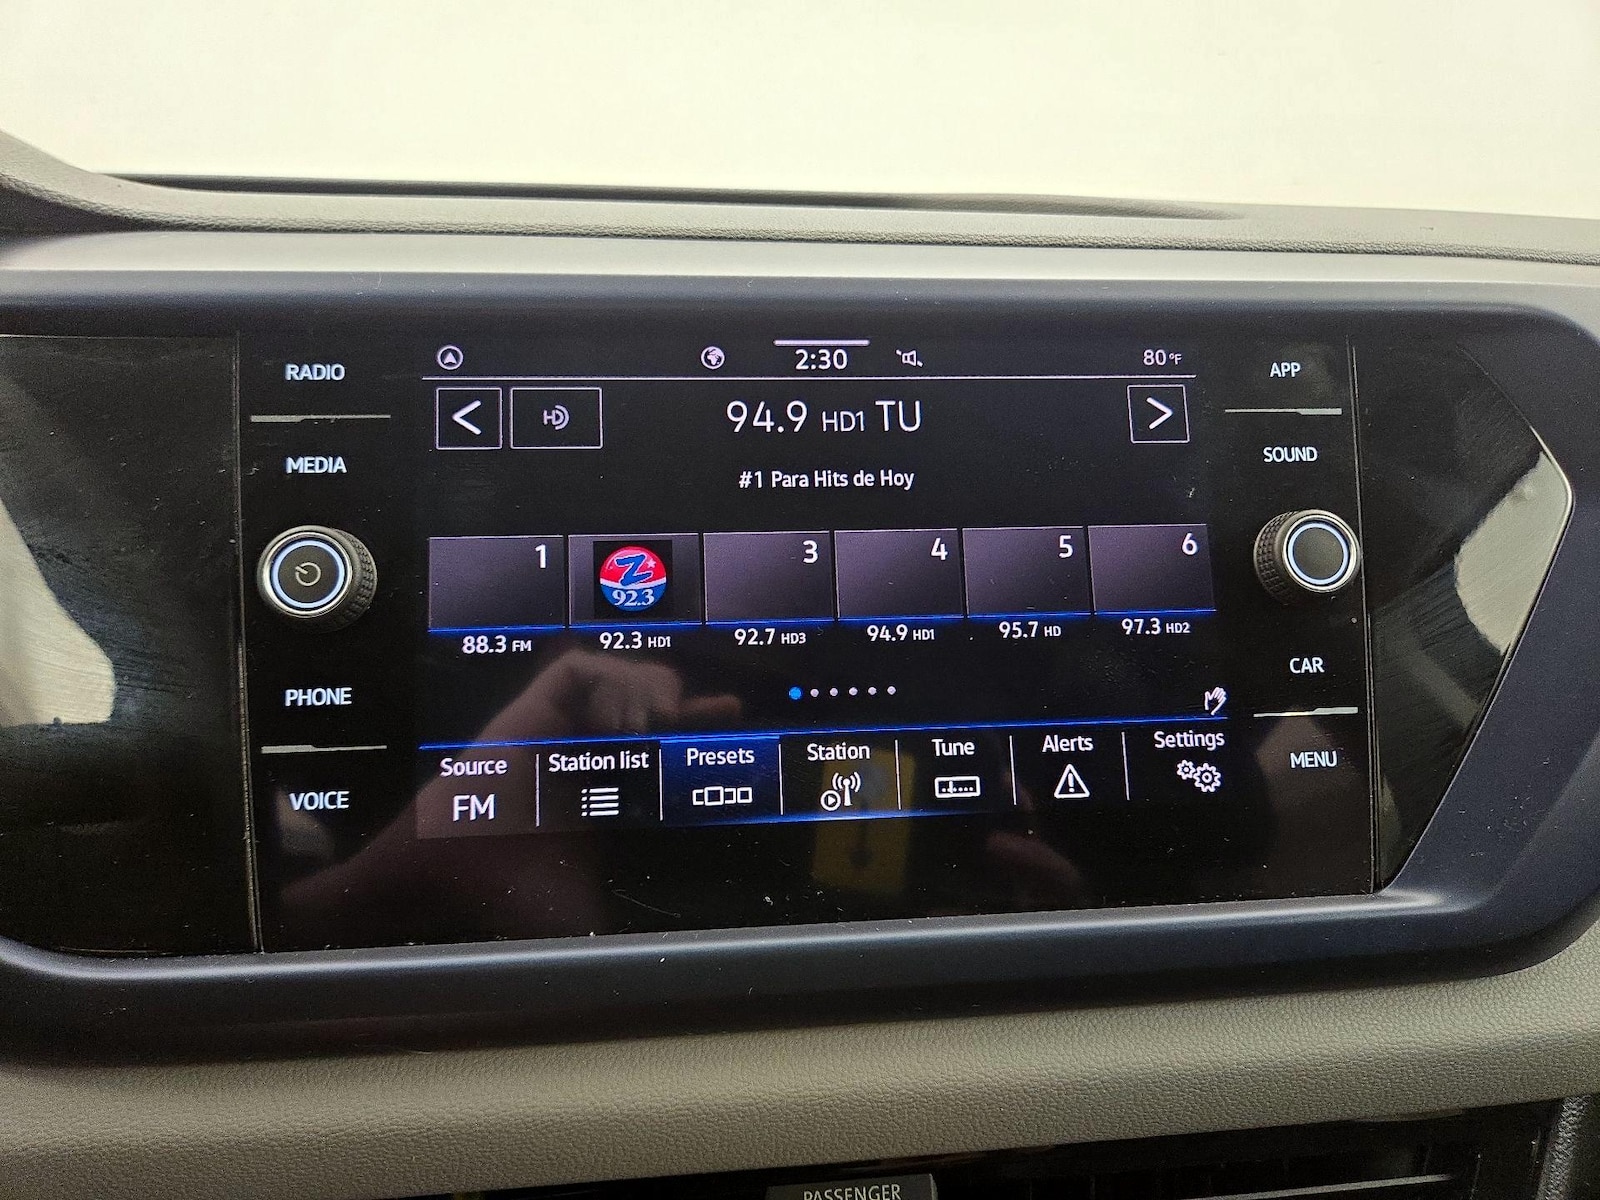 RADIO
MEDIA
PHONE
VOICE
2:30
80°F
HD
94.9 HD1 TU
#1 Para Hits de Hoy
1
Z
92.3
3
4
5
6
88.3 FM
92.3 HD1
92.7 HD3
94.9 HD1
95.7 HD
97.3 HD2
Source
FM
Station list
Presets
Station
Tune
Alerts
Settings
APP
SOUND
CAR
MENU
PASSENGER